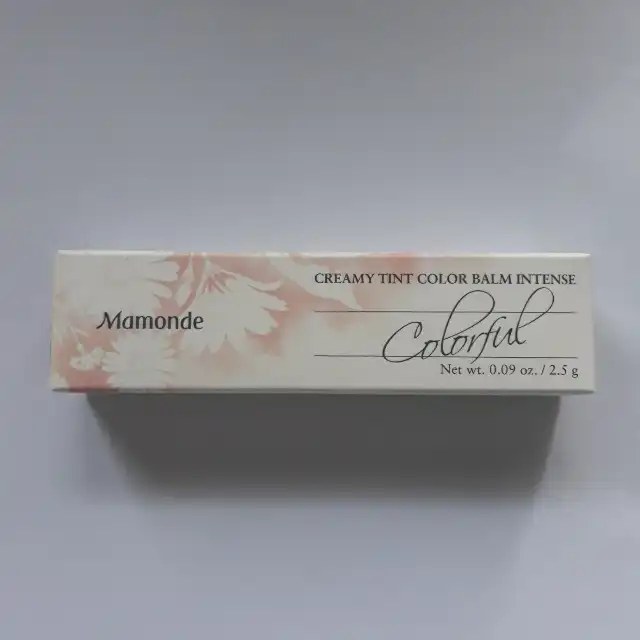 Mamonde
CREAMY TINT COLOR BALM INTENSE
Colorful
Net wt. 0.09 oz. / 2.5 g